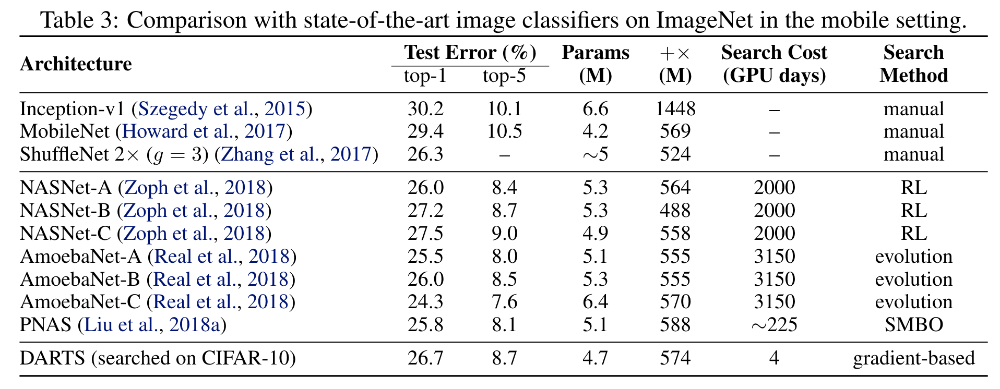 Table 3: Comparison with state-of-the-art image classifiers on ImageNet in the mobile setting.
Architecture Test Error (%) Params +× Search Cost Search
top-1 top-5 (M) (M) (GPU days) Method
Inception-v1 (Szegedy et al., 2015) 30.2 10.1 6.6 1448 – manual
MobileNet (Howard et al., 2017) 29.4 10.5 4.2 569 – manual
ShuffleNet 2× (g = 3) (Zhang et al., 2017) 26.3 – ∼5 524 – manual
NASNet-A (Zoph et al., 2018) 26.0 8.4 5.3 564 2000 RL
NASNet-B (Zoph et al., 2018) 27.2 8.7 5.3 488 2000 RL
NASNet-C (Zoph et al., 2018) 27.5 9.0 4.9 558 2000 RL
AmoebaNet-A (Real et al., 2018) 25.5 8.0 5.1 555 3150 evolution
AmoebaNet-B (Real et al., 2018) 26.0 8.5 5.3 555 3150 evolution
AmoebaNet-C (Real et al., 2018) 24.3 7.6 6.4 570 3150 evolution
PNAS (Liu et al., 2018a) 25.8 8.1 5.1 588 ∼225 SMBO
DARTS (searched on CIFAR-10) 26.7 8.7 4.7 574 4 gradient-based